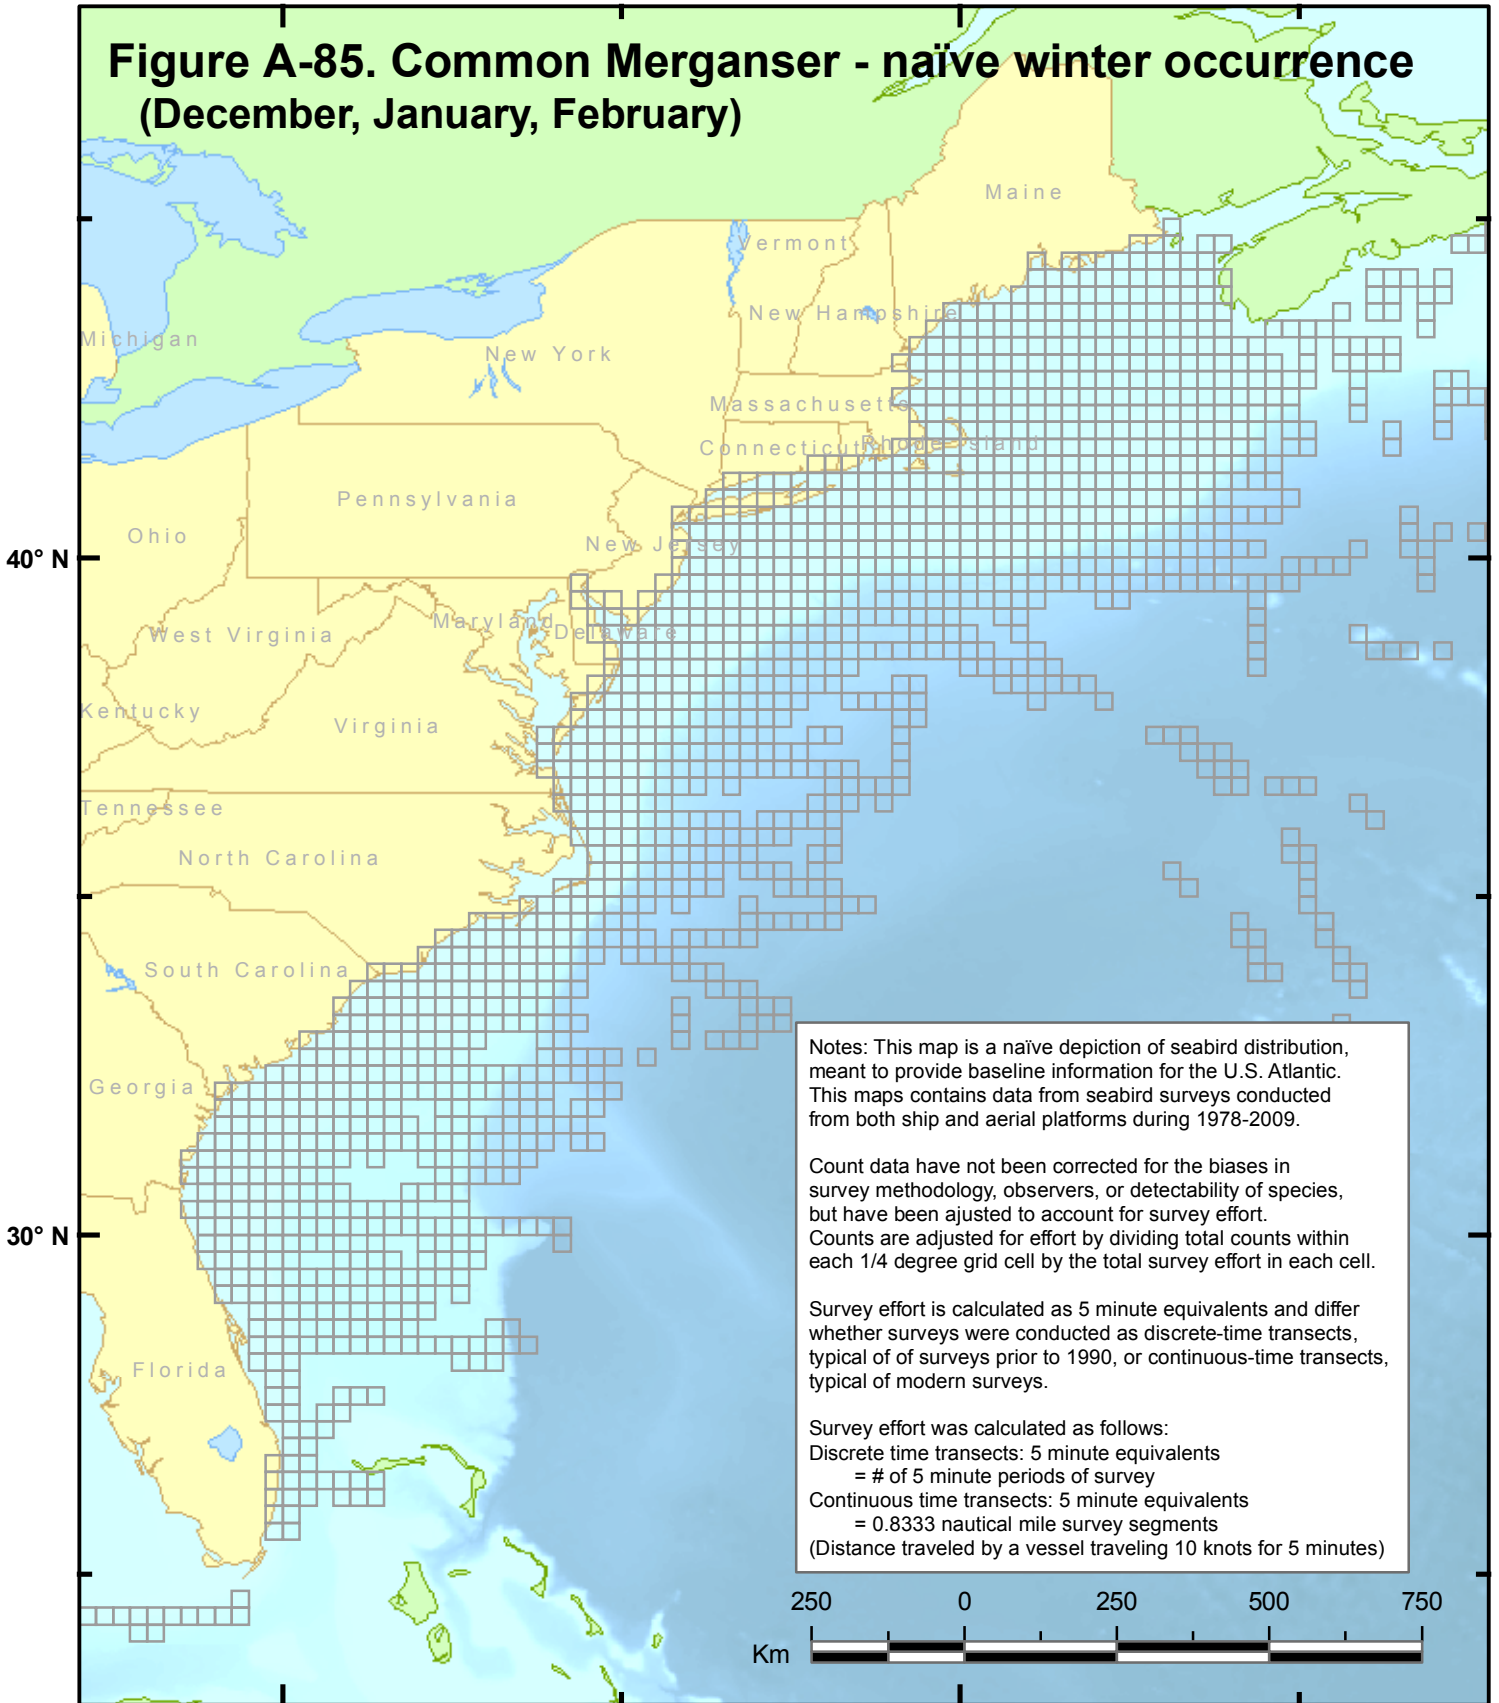 Figure A-85. Common Merganser - naïve winter occurrence
(December, January, February)
Maine
Vermont
New Hampshire
Michigan
New York
Massachusetts
Connecticut
Rhode Island
Pennsylvania
Ohio
New Jersey
40° N
West Virginia
Maryland
Delaware
Kentucky
Virginia
Tennessee
North Carolina
South Carolina
Georgia
30° N
Florida
Notes: This map is a naïve depiction of seabird distribution,
meant to provide baseline information for the U.S. Atlantic.
This maps contains data from seabird surveys conducted
from both ship and aerial platforms during 1978-2009.
Count data have not been corrected for the biases in
survey methodology, observers, or detectability of species,
but have been ajusted to account for survey effort.
Counts are adjusted for effort by dividing total counts within
each 1/4 degree grid cell by the total survey effort in each cell.
Survey effort is calculated as 5 minute equivalents and differ
whether surveys were conducted as discrete-time transects,
typical of of surveys prior to 1990, or continuous-time transects,
typical of modern surveys.
Survey effort was calculated as follows:
Discrete time transects: 5 minute equivalents
= # of 5 minute periods of survey
Continuous time transects: 5 minute equivalents
= 0.8333 nautical mile survey segments
(Distance traveled by a vessel traveling 10 knots for 5 minutes)
250 0 250 500 750
Km